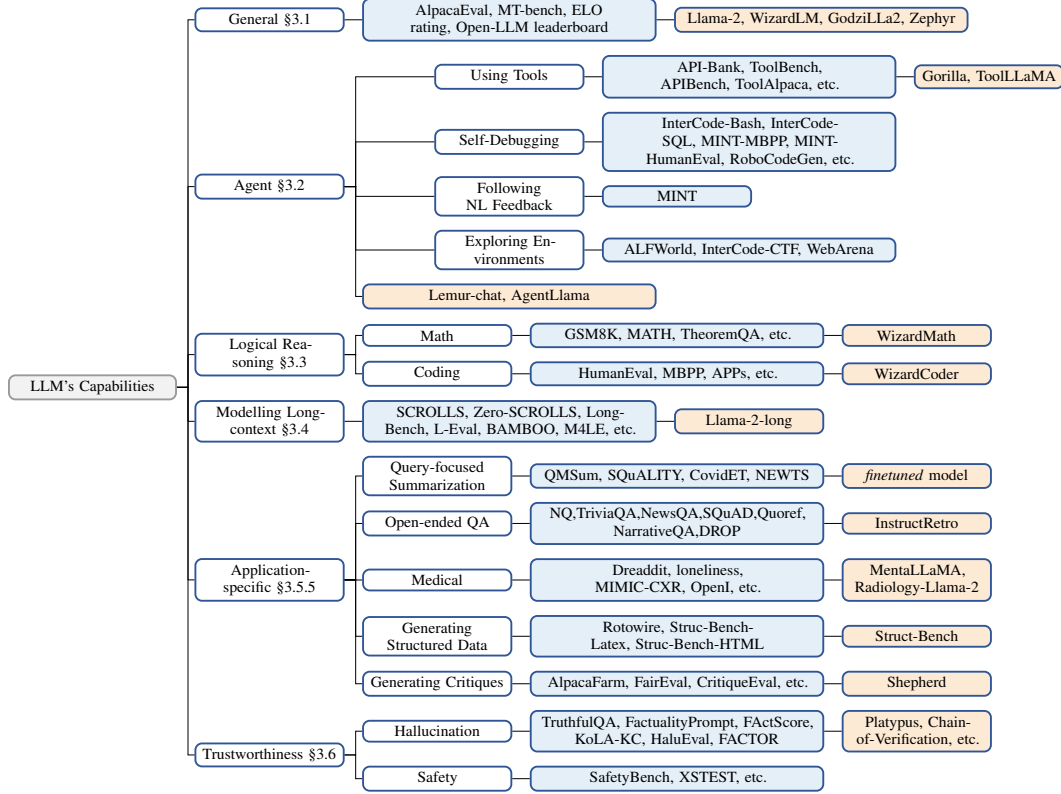 General §3.1
AlpacaEval, MT-bench, ELO
rating, Open-LLM leaderboard
Llama-2, WizardLM, GodziLLa2, Zephyr
Using Tools
API-Bank, ToolBench,
APIBench, ToolAlpaca, etc.
Gorilla, ToolLLaMA
Self-Debugging
InterCode-Bash, InterCode-
SQL, MINT-MBPP, MINT-
HumanEval, RoboCodeGen, etc.
Agent §3.2
Following
NL Feedback
MINT
Exploring En-
vironments
ALFWorld, InterCode-CTF, WebArena
Lemur-chat, AgentLlama
Logical Rea-
soning §3.3
Math
GSM8K, MATH, TheoremQA, etc.
WizardMath
Coding
HumanEval, MBPP, APPs, etc.
WizardCoder
LLM's Capabilities
Modelling Long-
context §3.4
SCROLLS, Zero-SCROLLS, Long-
Bench, L-Eval, BAMBOO, M4LE, etc.
Llama-2-long
Query-focused
Summarization
QMSum, SQuALITY, CovidET, NEWTS
finetuned model
Open-ended QA
NQ,TriviaQA,NewsQA,SQuAD,Quoref,
NarrativeQA,DROP
InstructRetro
Application-
specific §3.5.5
Medical
Dreaddit, loneliness,
MIMIC-CXR, OpenI, etc.
MentaLLaMA,
Radiology-Llama-2
Generating
Structured Data
Rotowire, Struc-Bench-
Latex, Struc-Bench-HTML
Struct-Bench
Generating Critiques
AlpacaFarm, FairEval, CritiqueEval, etc.
Shepherd
Hallucination
TruthfulQA, FactualityPrompt, FActScore,
KoLA-KC, HaluEval, FACTOR
Platypus, Chain-
of-Verification, etc.
Trustworthiness §3.6
Safety
SafetyBench, XSTEST, etc.